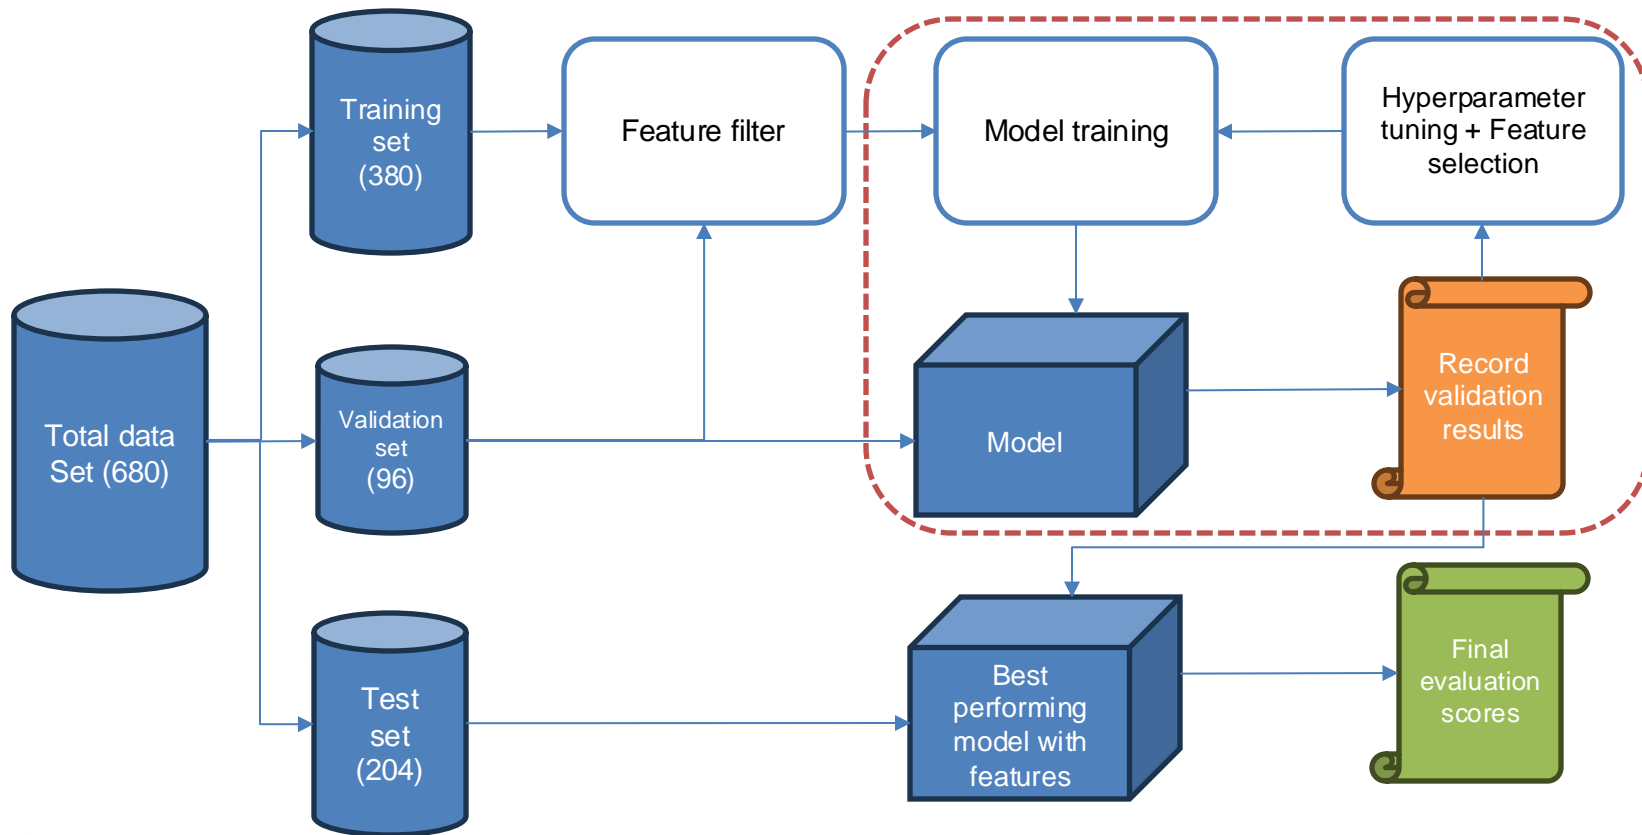 Training
set
(380)
Feature filter
Model training
Hyperparameter
tuning + Feature
selection
Total data
Set (680)
Validation
set
(96)
Model
Record
validation
results
Test
set
(204)
Best
performing
model with
features
Final
evaluation
scores